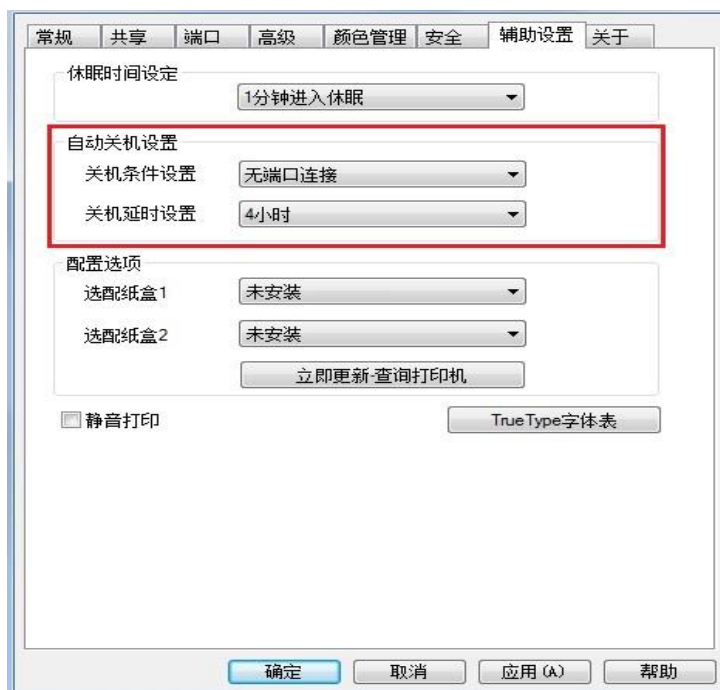 常规 共享 端口 高级 颜色管理 安全 辅助设置 关于
休眠时间设定
1分钟进入休眠
自动关机设置
关机条件设置 无端口连接
关机延时设置 4小时
配置选项
选配纸盒1 未安装
选配纸盒2 未安装
立即更新-查询打印机
静音打印 TrueType字体表
确定 取消 应用(A) 帮助